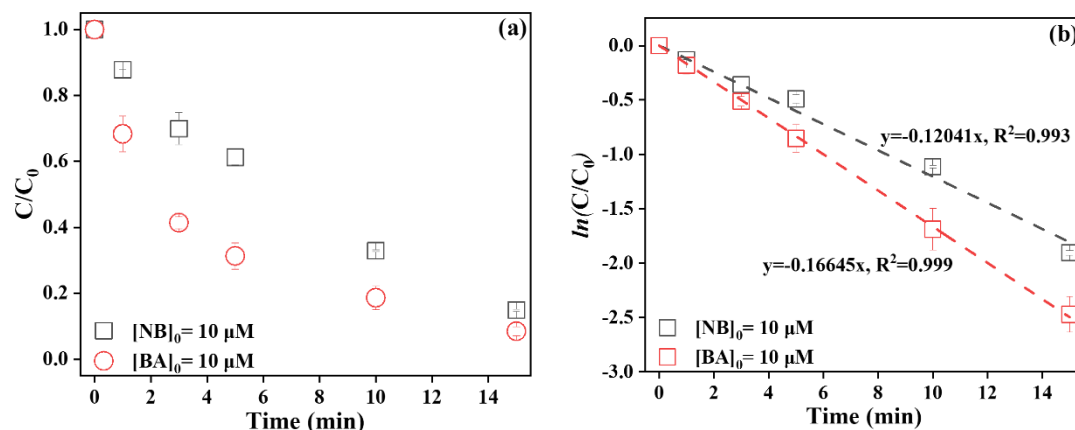 (a)
1.0
0.8
0.6
0.4
0.2
0.0
C/C₀
[NB]₀= 10 μM
[BA]₀= 10 μM
0 2 4 6 8 10 12 14
Time (min)
(b)
0.0
-0.5
-1.0
-1.5
-2.0
-2.5
-3.0
ln(C/C₀)
y=-0.12041x, R²=0.993
y=-0.16645x, R²=0.999
[NB]₀= 10 μM
[BA]₀= 10 μM
0 2 4 6 8 10 12 14
Time (min)